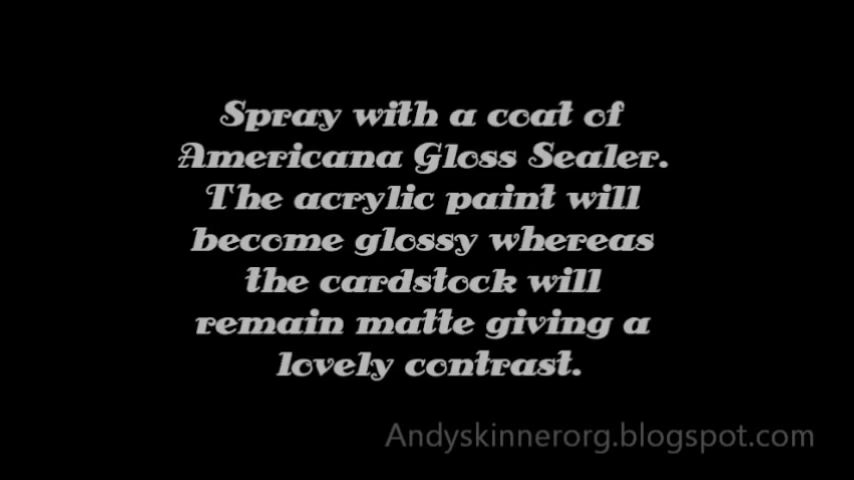 Spray with a coat of
Americana Gloss Sealer.
The acrylic paint will
become glossy whereas
the cardstock will
remain matte giving a
lovely contrast.
Andyskinnerorg.blogspot.com